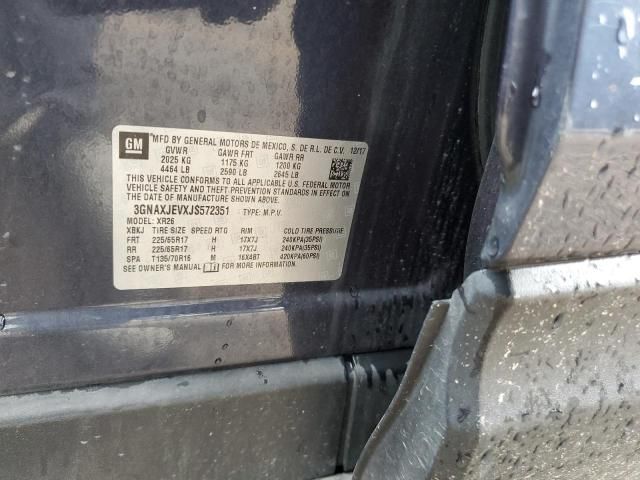 GM MFD BY GENERAL MOTORS DE MEXICO, S. DE R.L. DE C.V. 12/17
GVWR GAWR FRT GAWR RR
2025 KG 1175 KG 1200 KG
4464 LB 2590 LB 2645 LB
THIS VEHICLE CONFORMS TO ALL APPLICABLE U.S. FEDERAL MOTOR
VEHICLE SAFETY AND THEFT PREVENTION STANDARDS IN EFFECT ON
THE DATE OF MANUFACTURE SHOWN ABOVE.
3GNAXJEVXJS572351 TYPE: M.P.V.
MODEL: XR26
XBKJ TIRE SIZE SPEED RTG RIM COLD TIRE PRESSURE
FRT 225/65R17 H 17X7J 240KPA(35PSI)
RR 225/65R17 H 17X7J 240KPA(35PSI)
SPA T135/70R16 M 16X4BT 420KPA(60PSI)
SEE OWNER'S MANUAL FOR MORE INFORMATION.